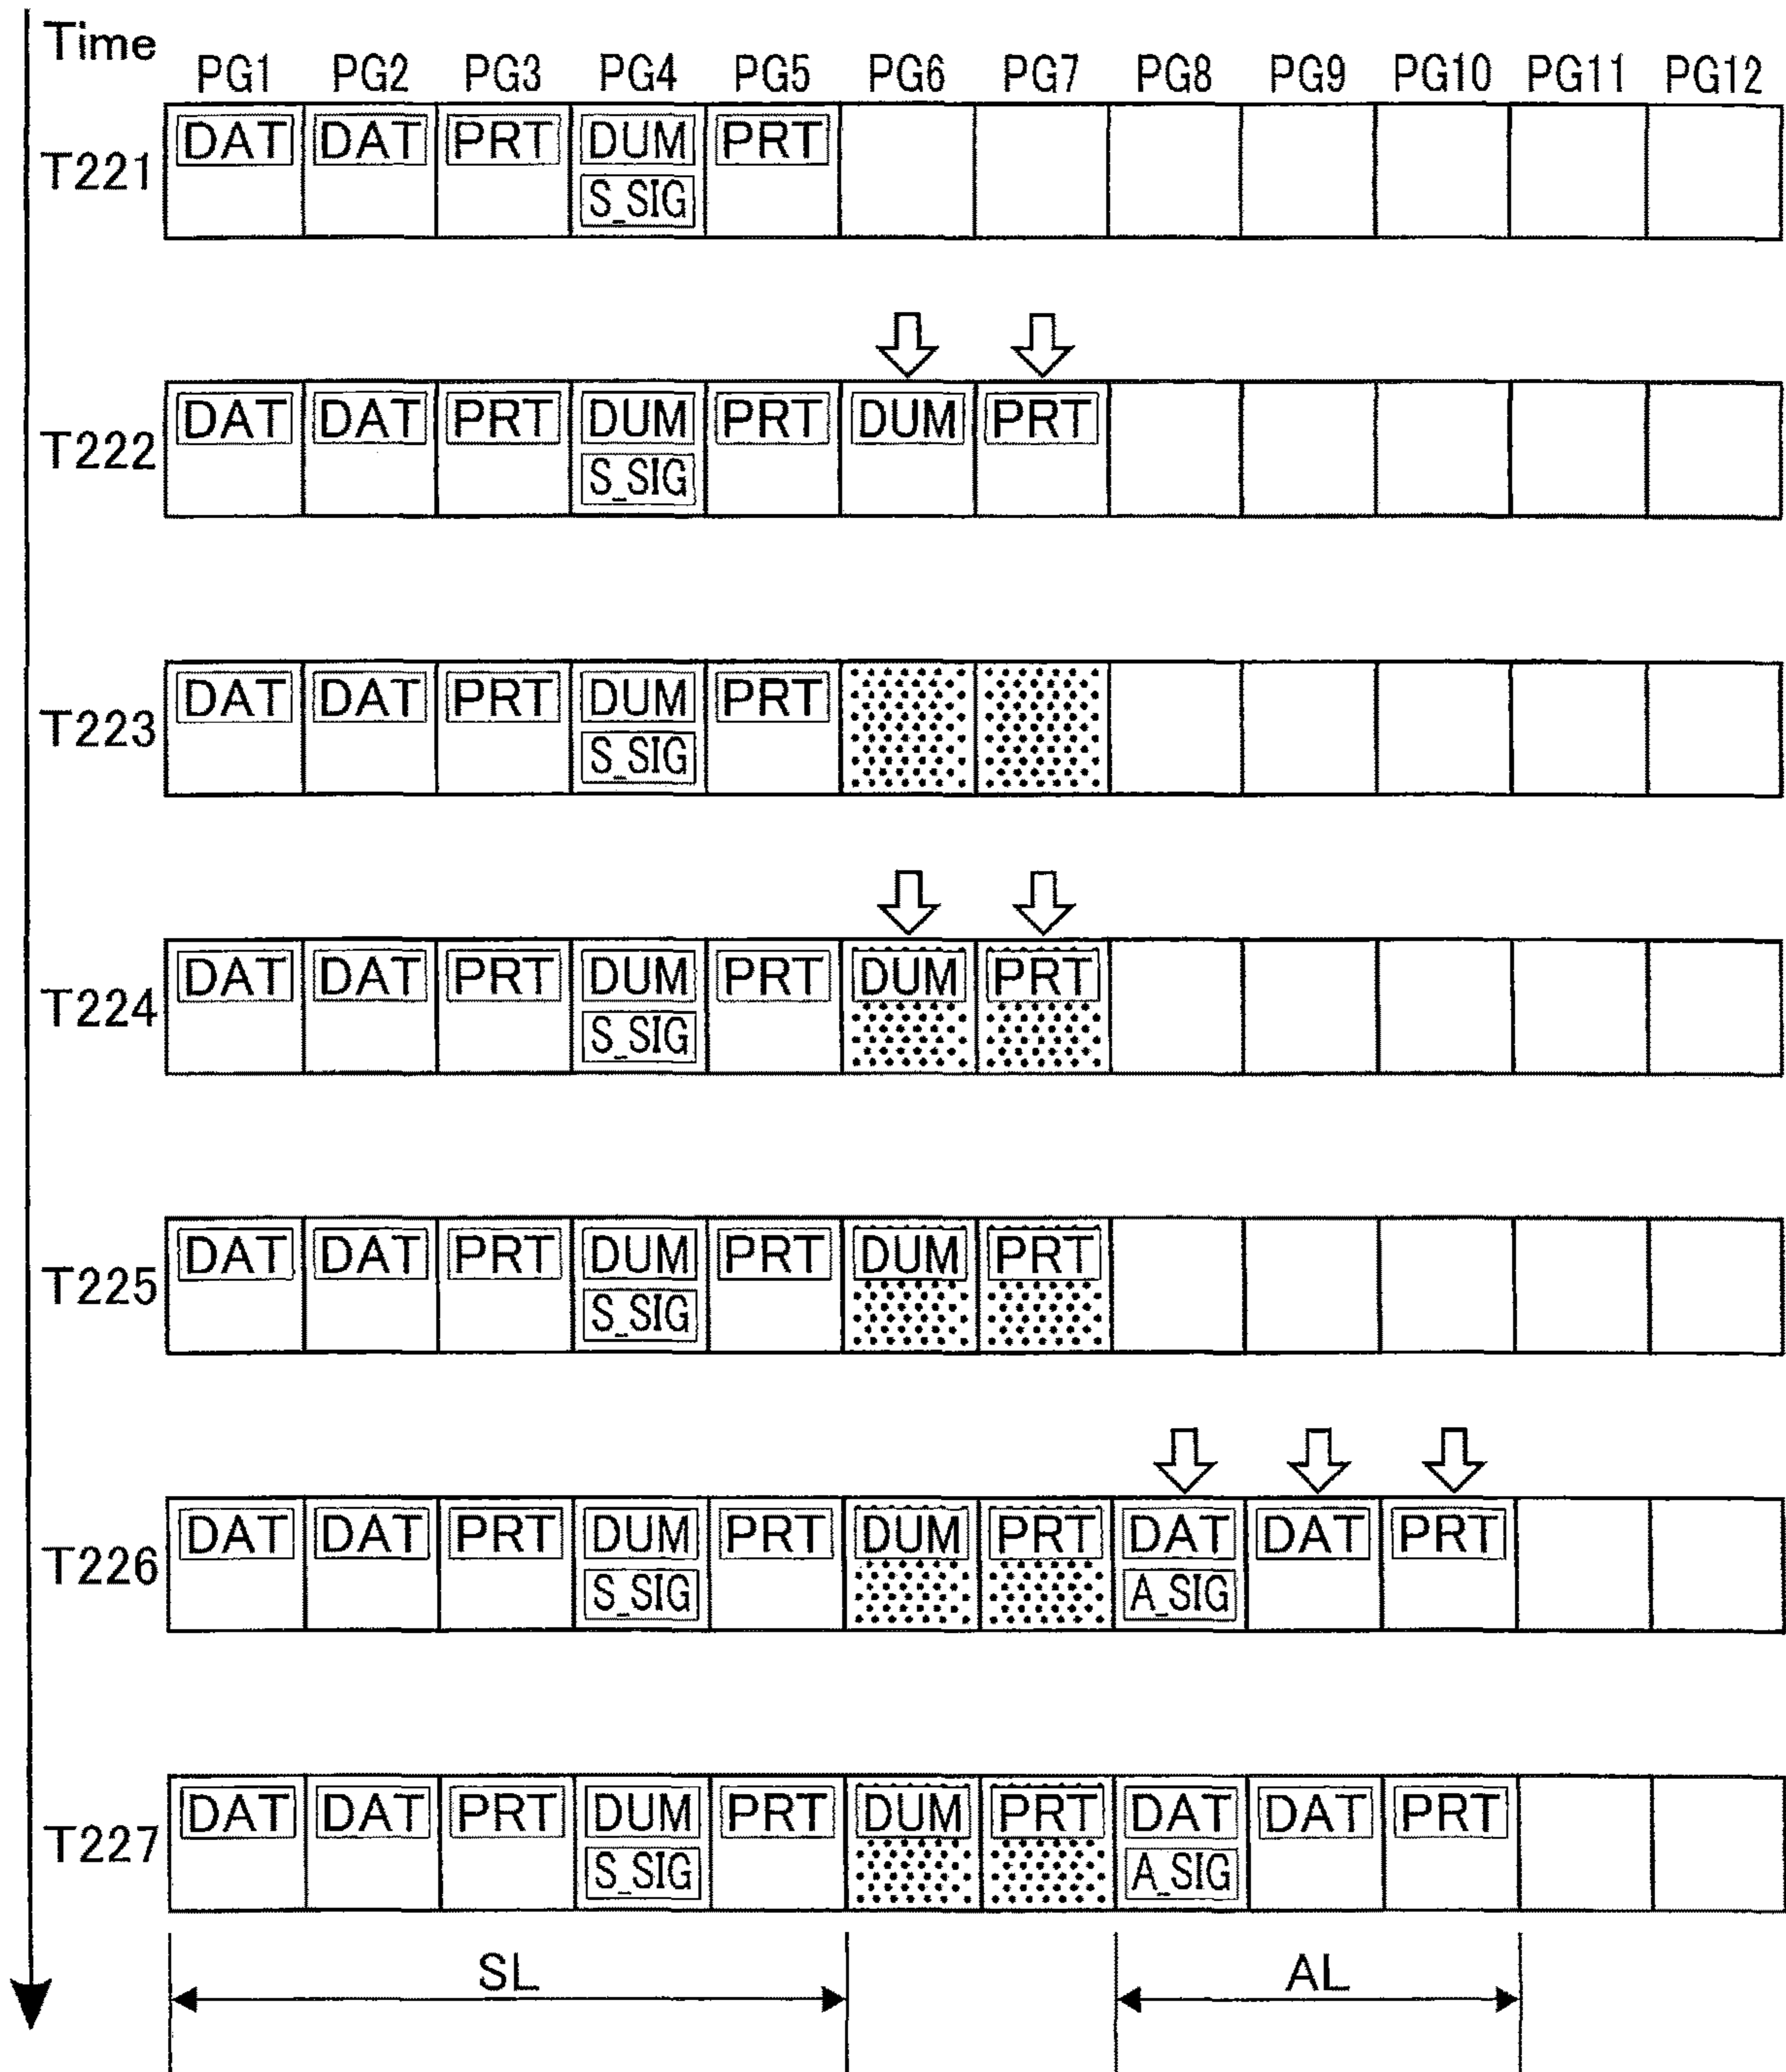 Time
PG1 PG2 PG3 PG4 PG5 PG6 PG7 PG8 PG9 PG10 PG11 PG12
T221 DAT DAT PRT DUM PRT
S_SIG
T222 DAT DAT PRT DUM PRT DUM PRT
S_SIG
T223 DAT DAT PRT DUM PRT
S_SIG
T224 DAT DAT PRT DUM PRT DUM PRT
S_SIG
T225 DAT DAT PRT DUM PRT DUM PRT
S_SIG
T226 DAT DAT PRT DUM PRT DUM PRT DAT DAT PRT
S_SIG A_SIG
T227 DAT DAT PRT DUM PRT DUM PRT DAT DAT PRT
S_SIG A_SIG
SL AL